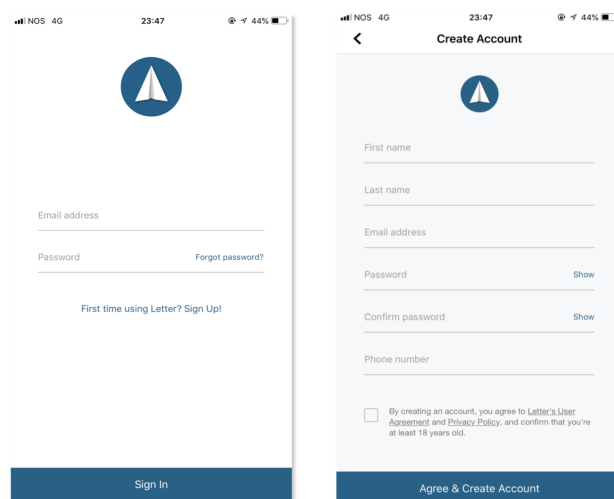 NOS 4G 23:47 44%
Email address
Password Forgot password?
First time using Letter? Sign Up!
Sign In
NOS 4G 23:47 44%
Create Account
First name
Last name
Email address
Password Show
Confirm password Show
Phone number
By creating an account, you agree to Letter's User
Agreement and Privacy Policy, and confirm that you're
at least 18 years old.
Agree & Create Account